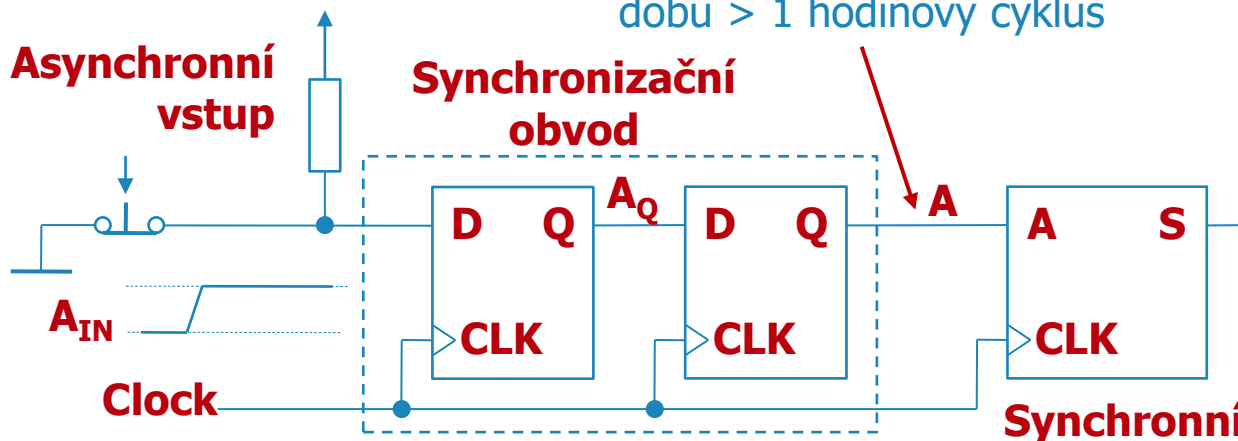 dobu > 1 hodinový cyklus
Asynchronní
vstup
Synchronizační
obvod
D Q
A_Q
D Q
A
A S
A_IN
CLK
CLK
CLK
Clock
Synchronní